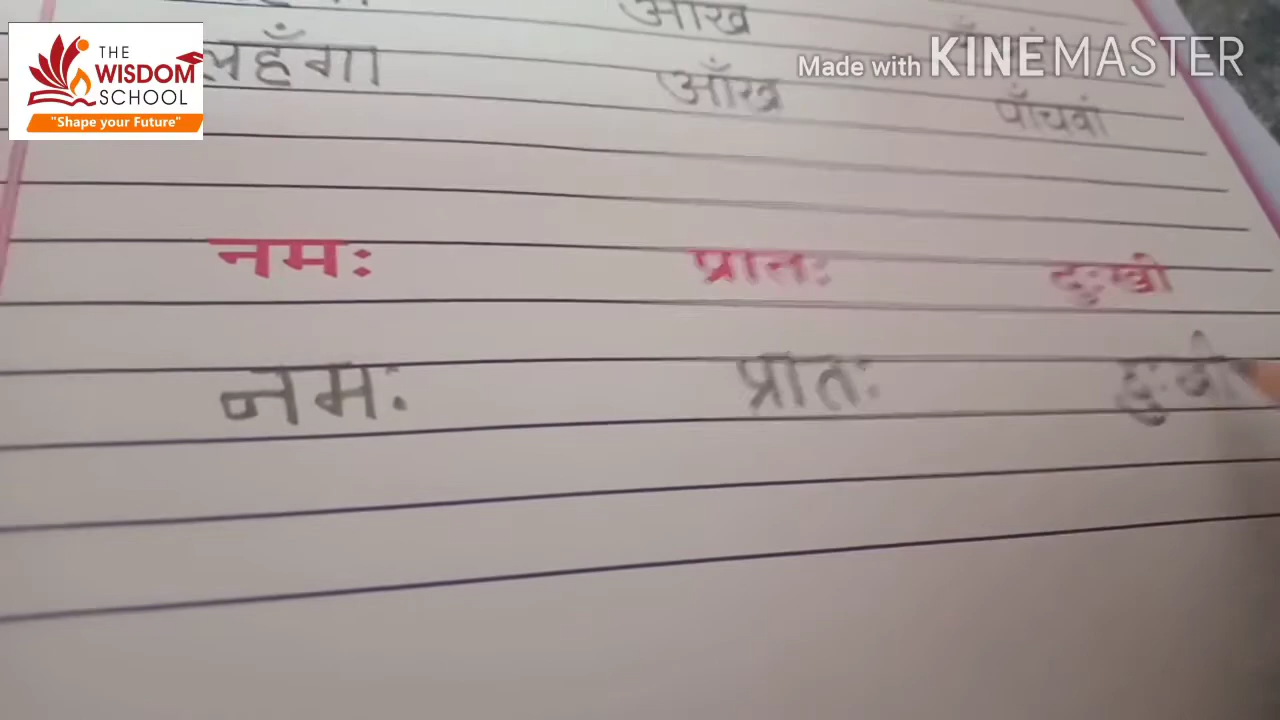 आँख
Made with KINEMASTER
THE WISDOM SCHOOL
"Shape your Future"
लहँगा आँख पाँचवां
नमः प्रातः दुःखी
नमः प्रातः दुःखी